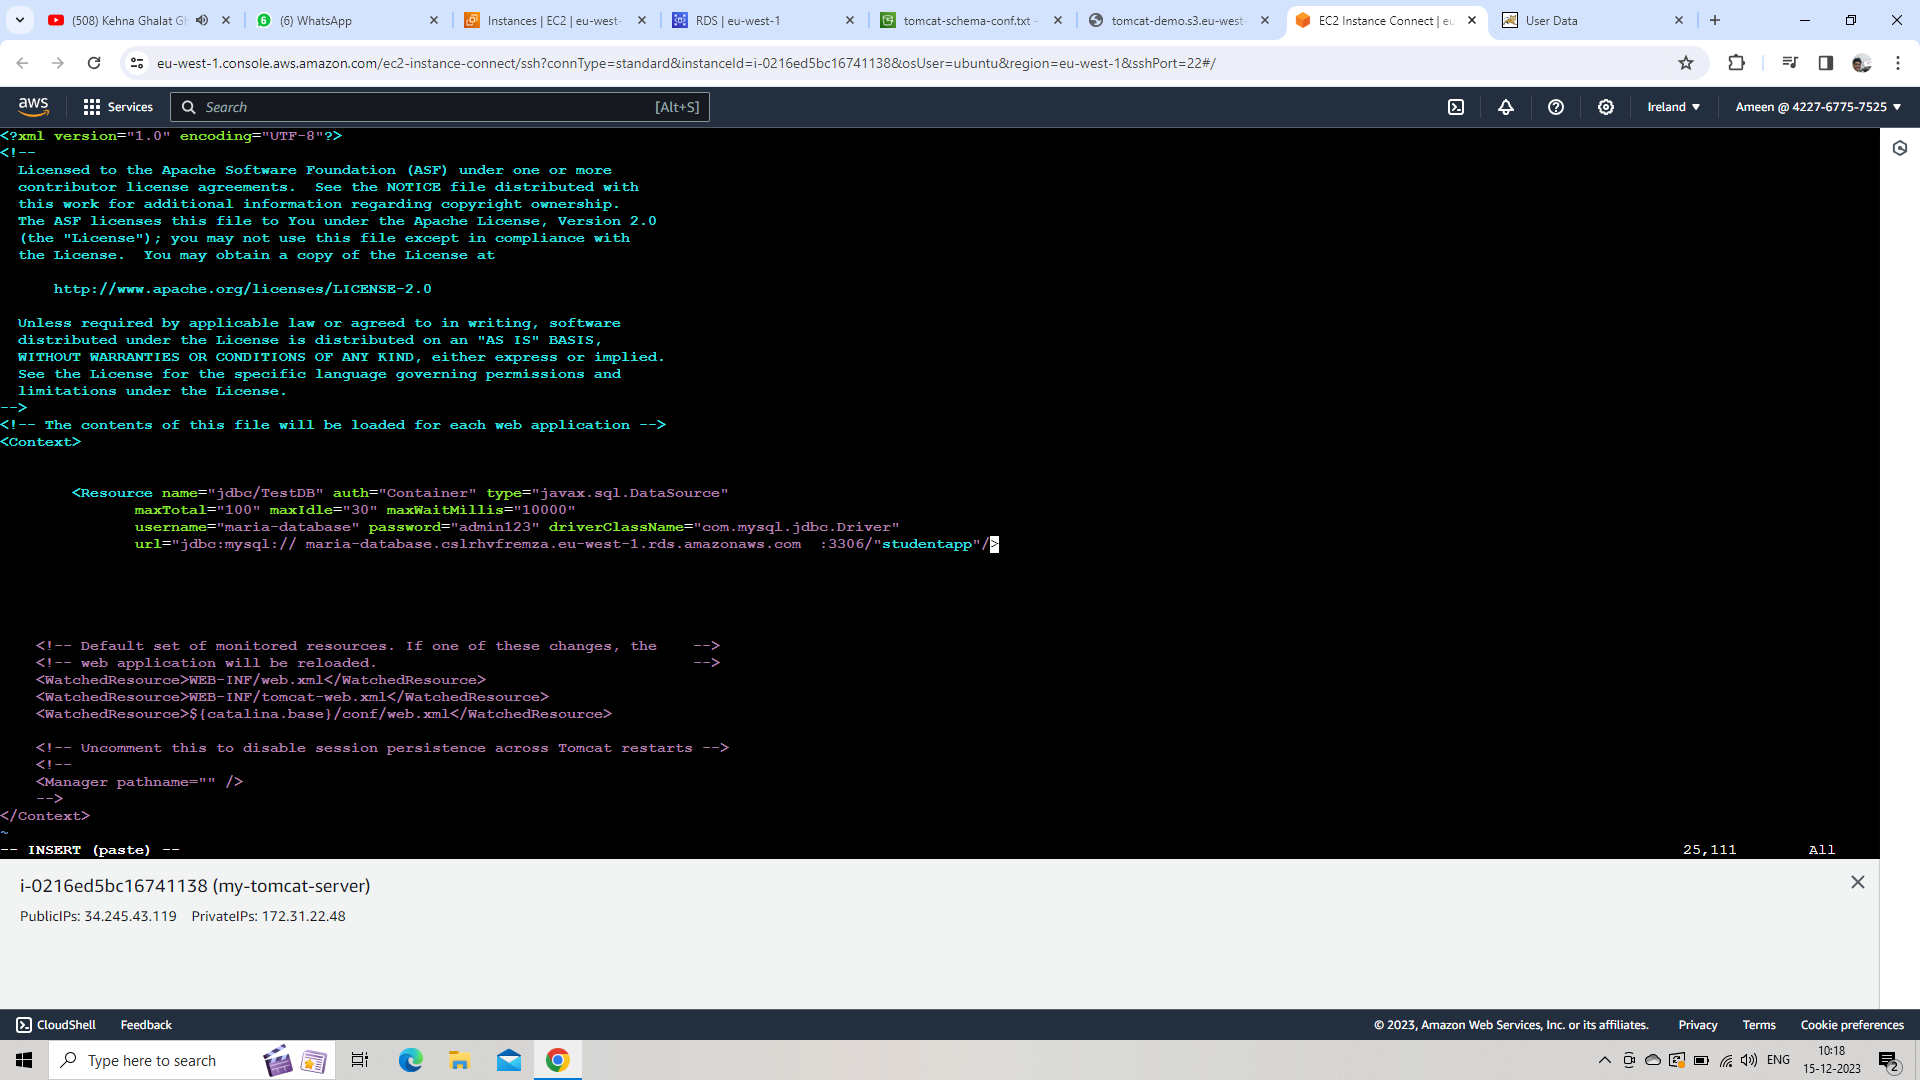 (508) Kehna Ghalat Gh
(6) WhatsApp
Instances | EC2 | eu-west-
RDS | eu-west-1
tomcat-schema-conf.txt -
tomcat-demo.s3.eu-west-
EC2 Instance Connect | eu
User Data
eu-west-1.console.aws.amazon.com/ec2-instance-connect/ssh?connType=standard&instanceId=i-0216ed5bc16741138&osUser=ubuntu&region=eu-west-1&sshPort=22#/
aws Services Search [Alt+S] Ireland ▼ Ameen @ 4227-6775-7525 ▼
<?xml version="1.0" encoding="UTF-8"?>
<!--
  Licensed to the Apache Software Foundation (ASF) under one or more
  contributor license agreements.  See the NOTICE file distributed with
  this work for additional information regarding copyright ownership.
  The ASF licenses this file to You under the Apache License, Version 2.0
  (the "License"); you may not use this file except in compliance with
  the License.  You may obtain a copy of the License at
      http://www.apache.org/licenses/LICENSE-2.0
  Unless required by applicable law or agreed to in writing, software
  distributed under the License is distributed on an "AS IS" BASIS,
  WITHOUT WARRANTIES OR CONDITIONS OF ANY KIND, either express or implied.
  See the License for the specific language governing permissions and
  limitations under the License.
-->
<!-- The contents of this file will be loaded for each web application -->
<Context>
        <Resource name="jdbc/TestDB" auth="Container" type="javax.sql.DataSource"
               maxTotal="100" maxIdle="30" maxWaitMillis="10000"
               username="maria-database" password="admin123" driverClassName="com.mysql.jdbc.Driver"
               url="jdbc:mysql:// maria-database.cslrhvfremza.eu-west-1.rds.amazonaws.com  :3306/"studentapp"/>
    <!-- Default set of monitored resources. If one of these changes, the    -->
    <!-- web application will be reloaded.                                   -->
    <WatchedResource>WEB-INF/web.xml</WatchedResource>
    <WatchedResource>WEB-INF/tomcat-web.xml</WatchedResource>
    <WatchedResource>${catalina.base}/conf/web.xml</WatchedResource>
    <!-- Uncomment this to disable session persistence across Tomcat restarts -->
    <!--
    <Manager pathname="" />
    -->
</Context>
~
-- INSERT (paste) -- 25,111 All
i-0216ed5bc16741138 (my-tomcat-server)
PublicIPs: 34.245.43.119 PrivateIPs: 172.31.22.48
CloudShell Feedback © 2023, Amazon Web Services, Inc. or its affiliates. Privacy Terms Cookie preferences
Type here to search
ENG
10:18
15-12-2023
2